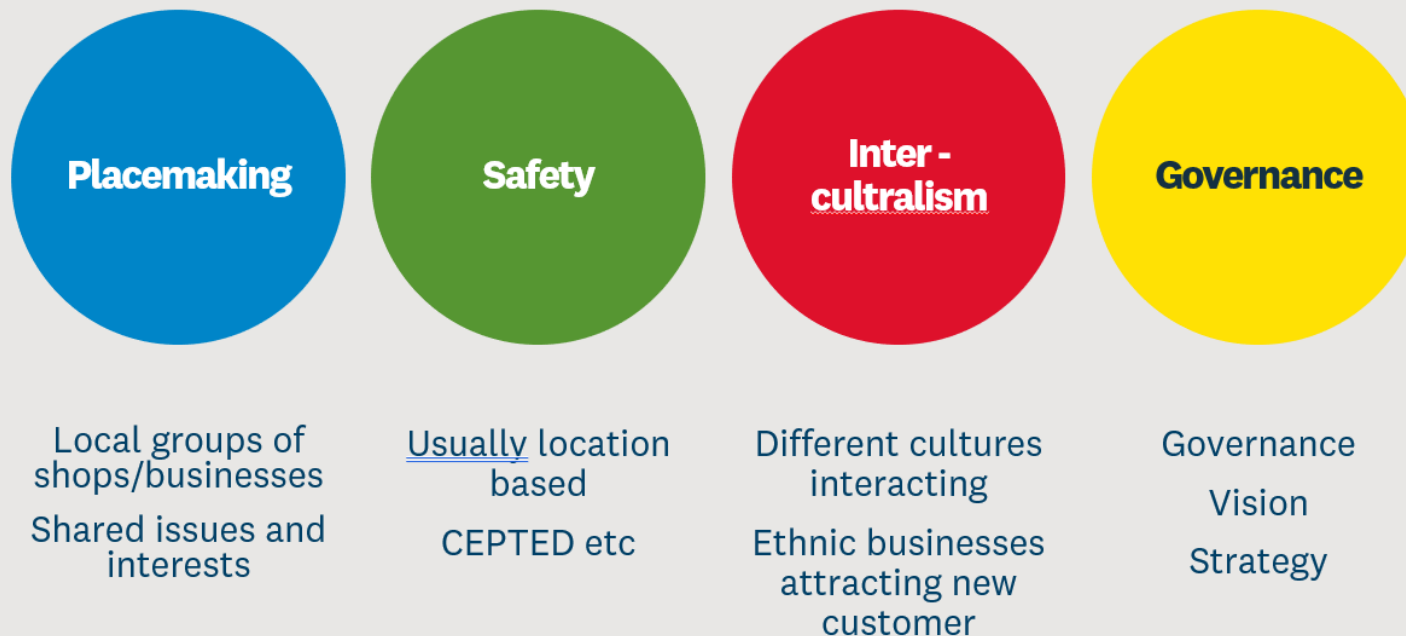 Placemaking
Local groups of
shops/businesses
Shared issues and
interests
Safety
Usually location
based
CEPTED etc
Inter -
cultralism
Different cultures
interacting
Ethnic businesses
attracting new
customer
Governance
Governance
Vision
Strategy